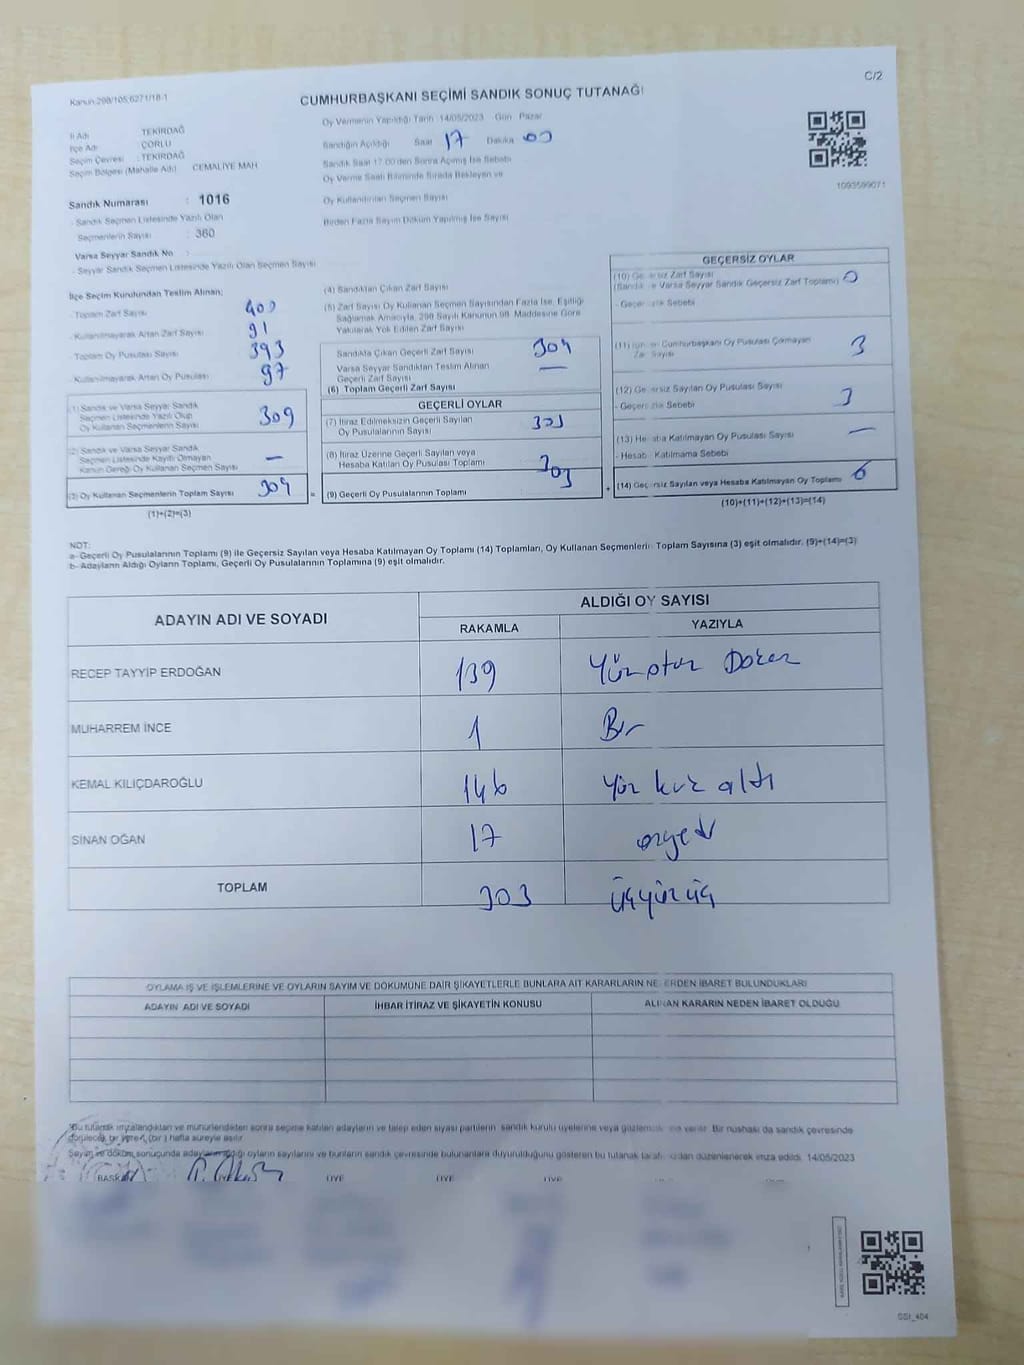 C/2
Kanun:298/105,6271/18-1
CUMHURBAŞKANI SEÇİMİ SANDIK SONUÇ TUTANAĞI
İl Adı : TEKİRDAĞ
İlçe Adı : ÇORLU
Seçim Çevresi : TEKİRDAĞ
Seçim Bölgesi (Mahalle Adı) : CEMALİYE MAH
Sandık Numarası : 1016
- Sandık Seçmen Listesinde Yazılı Olan
Seçmenlerin Sayısı : 360
Varsa Seyyar Sandık No :
- Seyyar Sandık Seçmen Listesinde Yazılı Olan Seçmen Sayısı
Oy Vermenin Yapıldığı Tarih :14/05/2023 Gün : Pazar
Sandığın Açıldığı Saat 17 Dakika 00
Sandık Saat 17.00'den Sonra Açılmış İse Sebebi
Oy Verme Saati Bitiminde Sırada Bekleyen ve
Oy Kullandırılan Seçmen Sayısı
Birden Fazla Sayım Döküm Yapılmış İse Sayısı
1093599071
İlçe Seçim Kurulundan Teslim Alınan;
- Toplam Zarf Sayısı 400
- Kullanılmayarak Artan Zarf Sayısı 91
- Toplam Oy Pusulası Sayısı 393
- Kullanılmayarak Artan Oy Pusulası 97
(1) Sandık ve Varsa Seyyar Sandık
Seçmen Listesinde Yazılı Olup
Oy Kullanan Seçmenlerin Sayısı 309
(2) Sandık ve Varsa Seyyar Sandık
Seçmen Listesinde Kayıtlı Olmayan
Kanun Gereği Oy Kullanan Seçmen Sayısı –
(3) Oy Kullanan Seçmenlerin Toplam Sayısı 309
(1)+(2)=(3)
(4) Sandıktan Çıkan Zarf Sayısı
(5) Zarf Sayısı Oy Kullanan Seçmen Sayısından Fazla İse, Eşitliği
Sağlamak Amacıyla, 298 Sayılı Kanunun 98. Maddesine Göre
Yakılarak Yok Edilen Zarf Sayısı
Sandıkta Çıkan Geçerli Zarf Sayısı 309
Varsa Seyyar Sandıktan Teslim Alınan
Geçerli Zarf Sayısı —
(6) Toplam Geçerli Zarf Sayısı
GEÇERLİ OYLAR
(7) İtiraz Edilmeksizin Geçerli Sayılan
Oy Pusulalarının Sayısı 303
(8) İtiraz Üzerine Geçerli Sayılan veya
Hesaba Katılan Oy Pusulası Toplamı
= (9) Geçerli Oy Pusulalarının Toplamı 303
GEÇERSİZ OYLAR
(10) Geçersiz Zarf Sayısı
(Sandık ve Varsa Seyyar Sandık Geçersiz Zarf Toplamı) 0
- Geçersizlik Sebebi
Cumhurbaşkanı Oy Pusulası Çıkmayan
Zarf Sayısı 3
(12) Geçersiz Sayılan Oy Pusulası Sayısı 3
- Geçersizlik Sebebi
(13) Hesaba Katılmayan Oy Pusulası Sayısı —
- Hesaba Katılmama Sebebi
+ (14) Geçersiz Sayılan veya Hesaba Katılmayan Oy Toplamı 6
(10)+(11)+(12)+(13)=(14)
NOT:
a- Geçerli Oy Pusulalarının Toplamı (9) ile Geçersiz Sayılan veya Hesaba Katılmayan Oy Toplamı (14) Toplamları, Oy Kullanan Seçmenlerin Toplam Sayısına (3) eşit olmalıdır. (9)+(14)=(3)
b- Adayların Aldığı Oyların Toplamı, Geçerli Oy Pusulalarının Toplamına (9) eşit olmalıdır.
ADAYIN ADI VE SOYADI
ALDIĞI OY SAYISI
RAKAMLA YAZIYLA
RECEP TAYYİP ERDOĞAN 139 Yüz otuz Dokuz
MUHARREM İNCE 1 Bir
KEMAL KILIÇDAROĞLU 146 Yüz kırk altı
SİNAN OĞAN 17 onyedi
TOPLAM 303 üçyüzüç
OYLAMA İŞ VE İŞLEMLERİNE VE OYLARIN SAYIM VE DÖKÜMÜNE DAİR ŞİKAYETLERLE BUNLARA AİT KARARLARIN NELERDEN İBARET BULUNDUKLARI
ADAYIN ADI VE SOYADI İHBAR İTİRAZ VE ŞİKAYETİN KONUSU ALINAN KARARIN NEDEN İBARET OLDUĞU
Bu tutanak imzalandıktan ve mühürlendikten sonra seçime katılan adayların ve talep eden siyasi partilerin sandık kurulu üyelerine veya gözlemcilerine verilir. Bir nüshası da sandık çevresinde
görülecek bir yere 1 (bir) hafta süreyle asılır.
Sayım ve döküm sonucunda adayların aldığı oyların sayılarını ve bunların sandık çevresinde bulunanlara duyurulduğunu gösteren bu tutanak tarafımızdan düzenlenerek imza edildi. 14/05/2023
BAŞKAN ÜYE ÜYE ÜYE
GSI_404